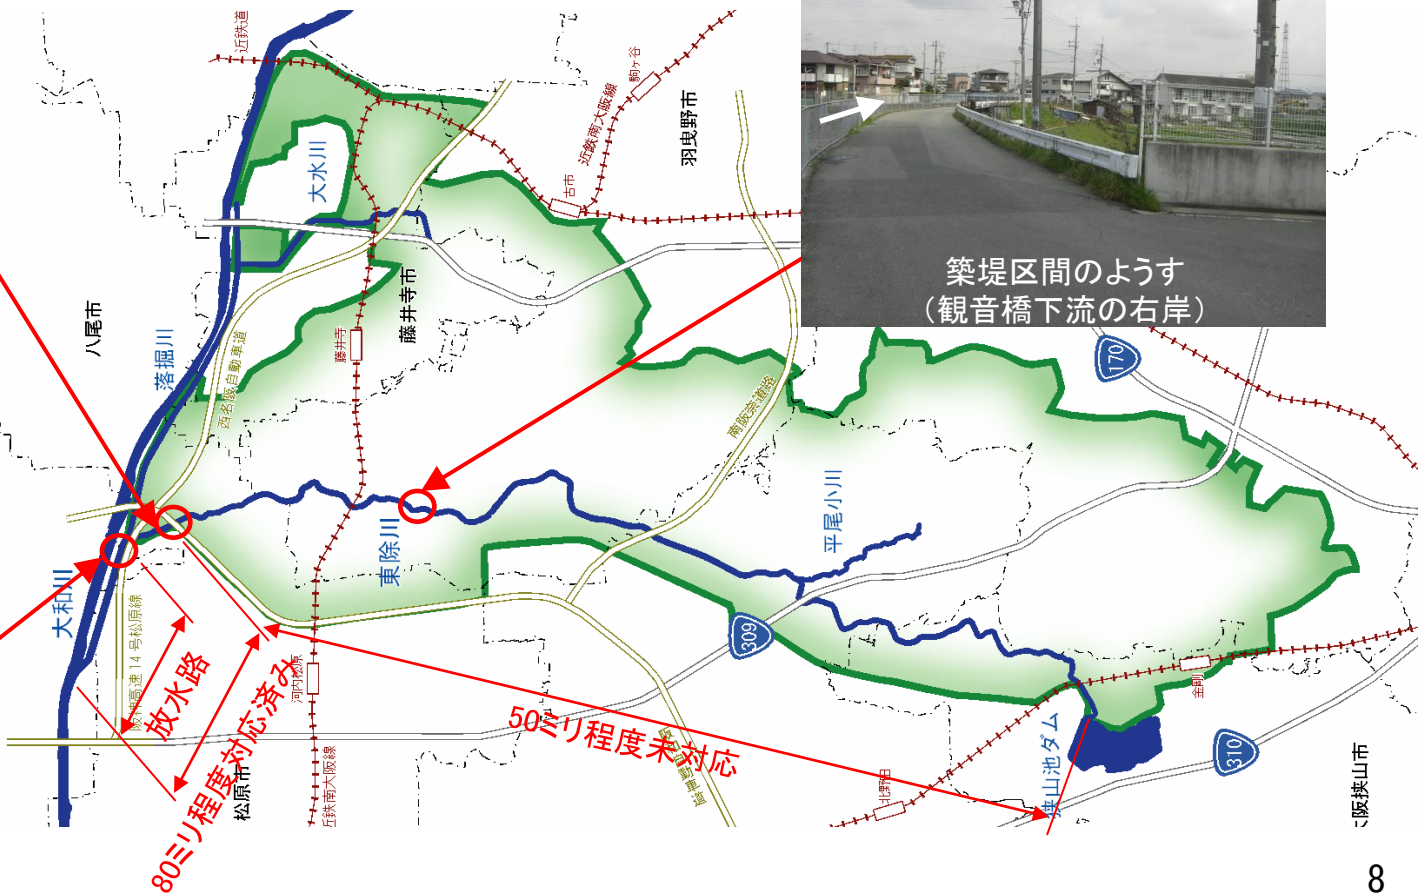 近鉄道
大水川
近鉄南大阪線
駒ヶ谷
羽曳野市
古市
築堤区間のようす
(観音橋下流の右岸)
八尾市
落掘川
西名阪自動車道
藤井寺
藤井寺市
南阪奈道路
170
大和川
東除川
平尾小川
阪神高速 14 号松原線
放水路
80ミリ程度対応済み
河内松原
松原市
近鉄南大阪線
50ミリ程度未対応
309
金剛
狭山池ダム
310
北野田
自動車道
大阪狭山市
8